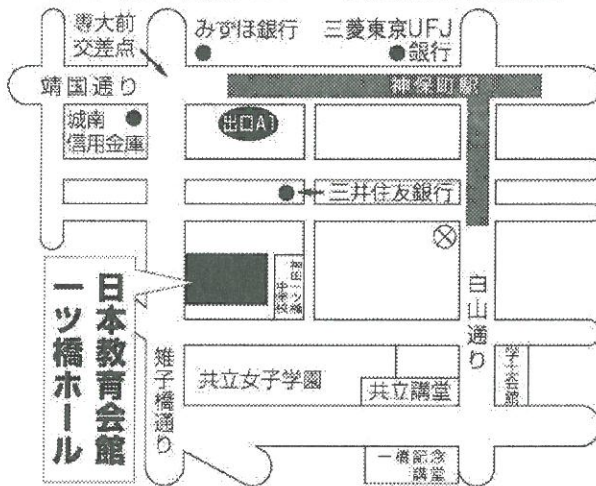 専大前
交差点
みずほ銀行
三菱東京UFJ
銀行
靖国通り
神保町駅
城南
信用金庫
出口A1
三井住友銀行
神田一ツ橋
中学校
日本教育会館
一ツ橋ホール
白山通り
雉子橋通り
共立女子学園
共立講堂
学士会館
一橋記念
講堂